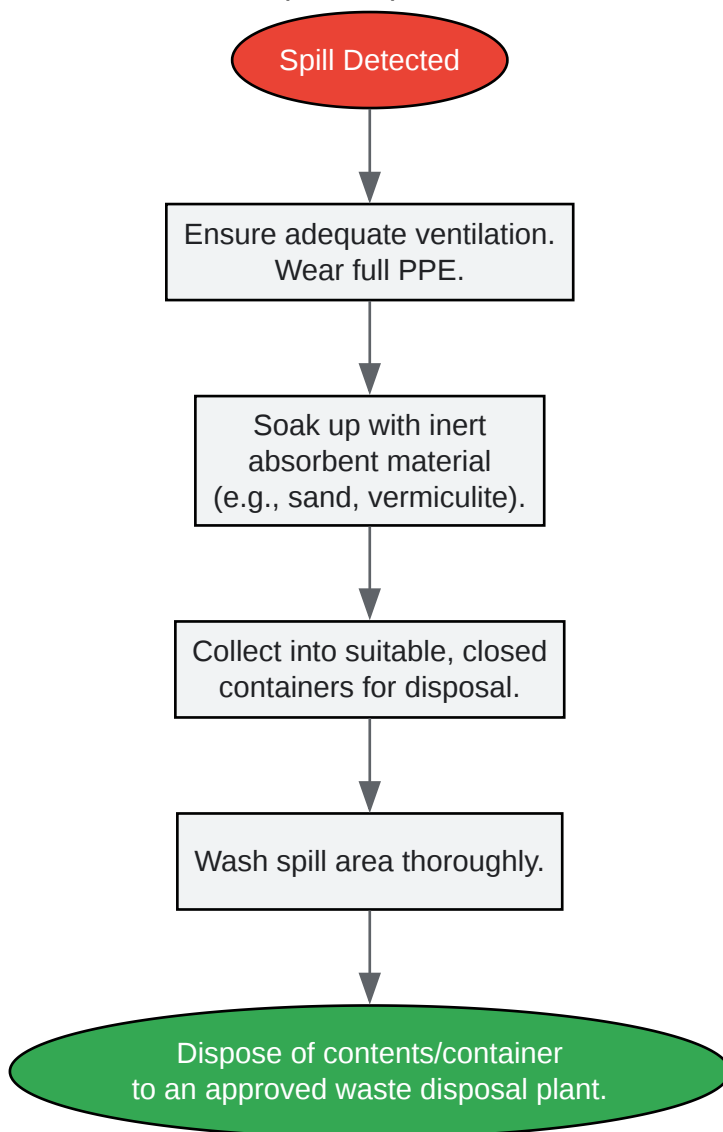 Spill Detected
Ensure adequate ventilation.
Wear full PPE.
Soak up with inert
absorbent material
(e.g., sand, vermiculite).
Collect into suitable, closed
containers for disposal.
Wash spill area thoroughly.
Dispose of contents/container
to an approved waste disposal plant.